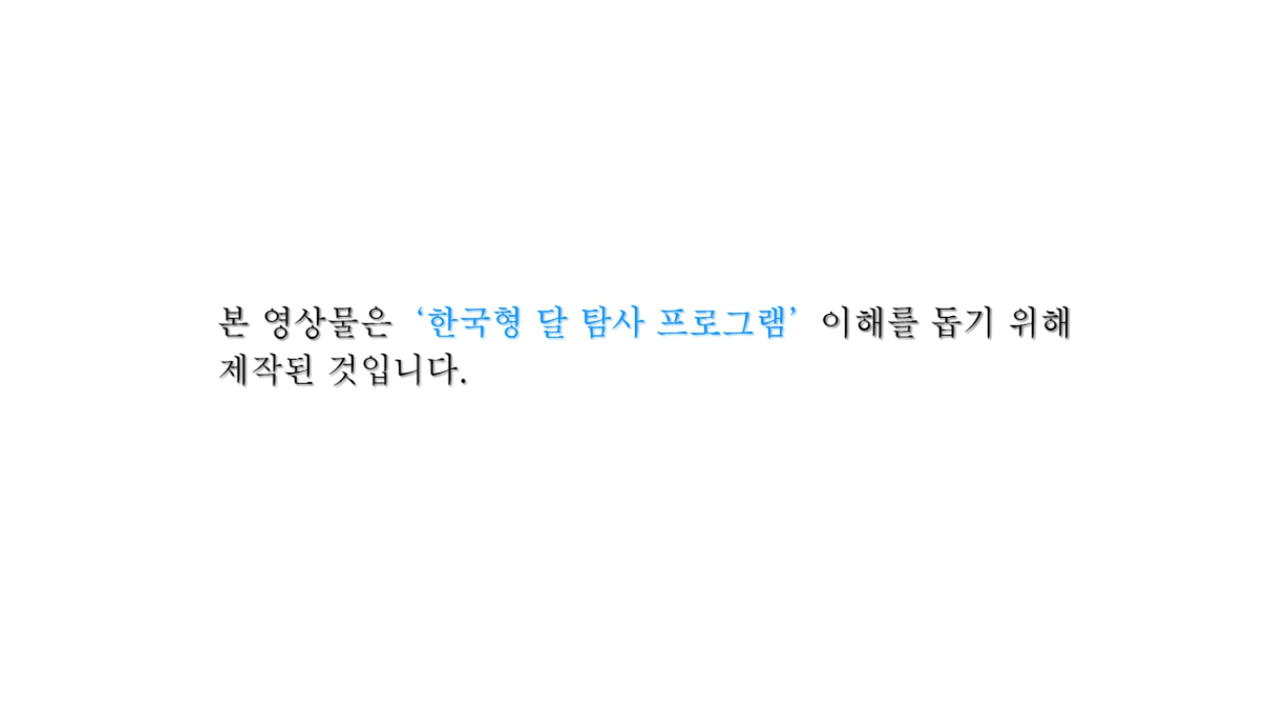 본 영상물은 ‘한국형 달 탐사 프로그램’ 이해를 돕기 위해
제작된 것입니다.